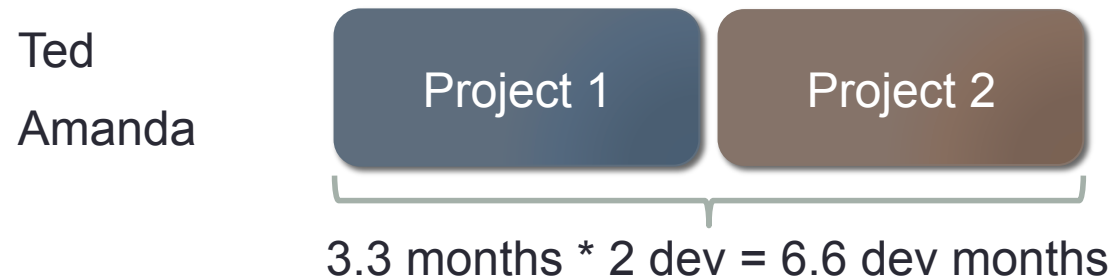 Ted
Amanda
Project 1
Project 2
3.3 months * 2 dev = 6.6 dev months